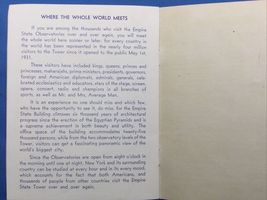 WHERE THE WHOLE WORLD MEETS
If you are among the thousands who visit the Empire
State Observatories over and over again, you will meet
the whole world here sooner or later; for every country in
the world has been represented in the nearly four million
visitors to the Tower since it opened to the public May 1st,
1931.
These visitors have included kings, queens, princes and
princesses, maharajahs, prime ministers, presidents, governors,
foreign and American diplomats, admirals, generals, cele-
brated ecclesiastics and educators, stars of the stage, screen,
opera, concert, radio and champions in all branches of
sports, as well as Mr. and Mrs. Average Man.
It is an experience no one should miss and which few,
who have the opportunity to see it, do miss, for the Empire
State Building climaxes six thousand years of architectural
progress since the erection of the Egyptian Pyramids and is
a supreme achievement in both beauty and utility. The
office space of the building accommodates twenty-five
thousand persons, while from the two observatory levels of the
Tower, visitors can get a fascinating panoramic view of the
world's biggest city.
Since the Observatories are open from eight o'clock in
the morning until one at night, New York and its surrounding
country can be studied at every hour and in its every mood,
which accounts for the fact that both Americans, and
thousands of people from other countries visit the Empire
State Tower over and over again.